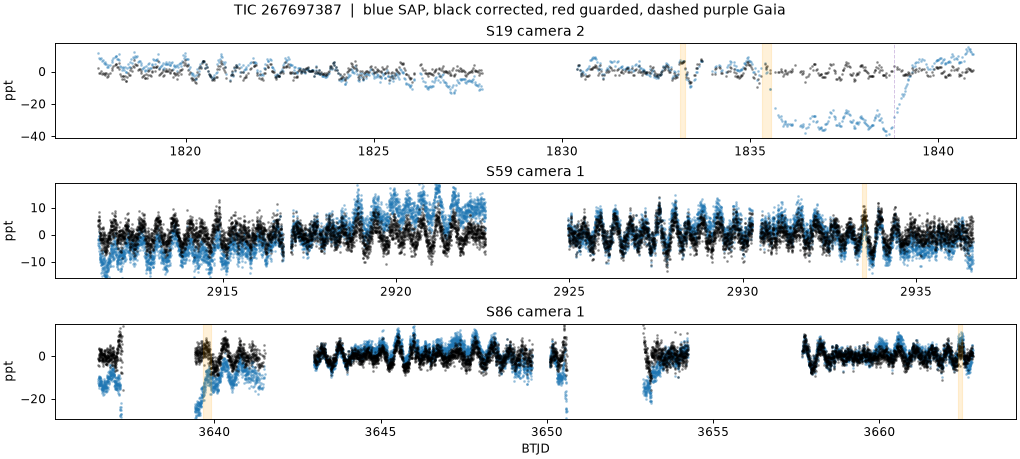 TIC 267697387 | blue SAP, black corrected, red guarded, dashed purple Gaia
S19 camera 2
ppt
0
−20
−40
1820
1825
1830
1835
1840
S59 camera 1
ppt
10
0
−10
2915
2920
2925
2930
2935
S86 camera 1
ppt
0
−20
3640
3645
3650
3655
3660
BTJD